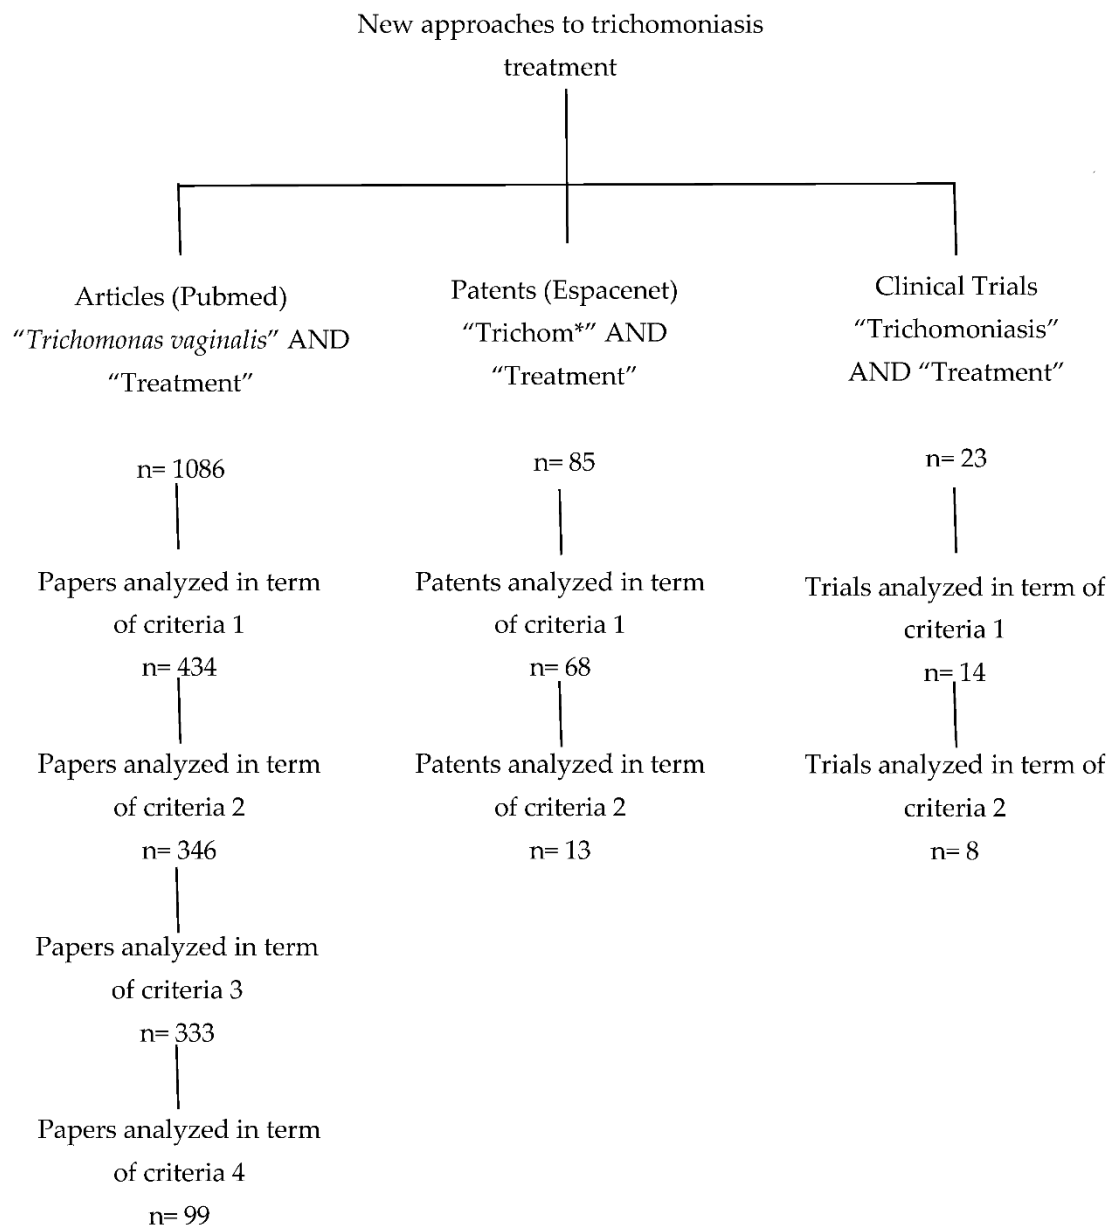 New approaches to trichomoniasis
treatment
Articles (Pubmed)
“Trichomonas vaginalis” AND
“Treatment”
n= 1086
Papers analyzed in term
of criteria 1
n= 434
Papers analyzed in term
of criteria 2
n= 346
Papers analyzed in term
of criteria 3
n= 333
Papers analyzed in term
of criteria 4
n= 99
Patents (Espacenet)
“Trichom*” AND
“Treatment”
n= 85
Patents analyzed in term
of criteria 1
n= 68
Patents analyzed in term
of criteria 2
n= 13
Clinical Trials
“Trichomoniasis”
AND “Treatment”
n= 23
Trials analyzed in term of
criteria 1
n= 14
Trials analyzed in term of
criteria 2
n= 8